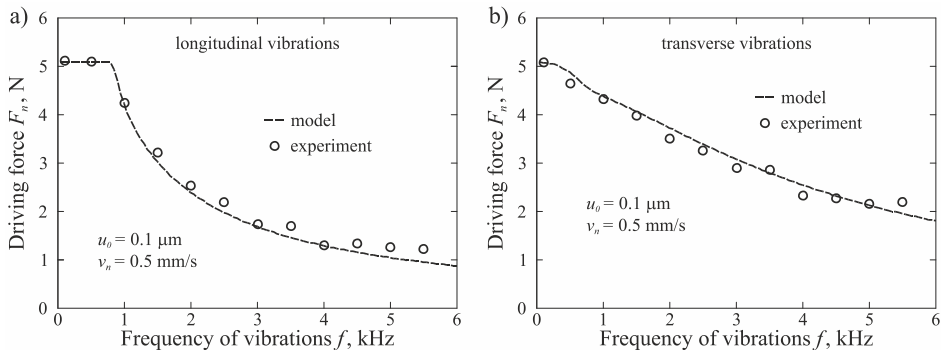 a)
longitudinal vibrations
Driving force Fₙ, N
6
5
4
3
2
1
0
model
experiment
u₀ = 0.1 μm
vₙ = 0.5 mm/s
0 1 2 3 4 5 6
Frequency of vibrations f, kHz
b)
transverse vibrations
Driving force Fₙ, N
6
5
4
3
2
1
0
model
experiment
u₀ = 0.1 μm
vₙ = 0.5 mm/s
0 1 2 3 4 5 6
Frequency of vibrations f, kHz